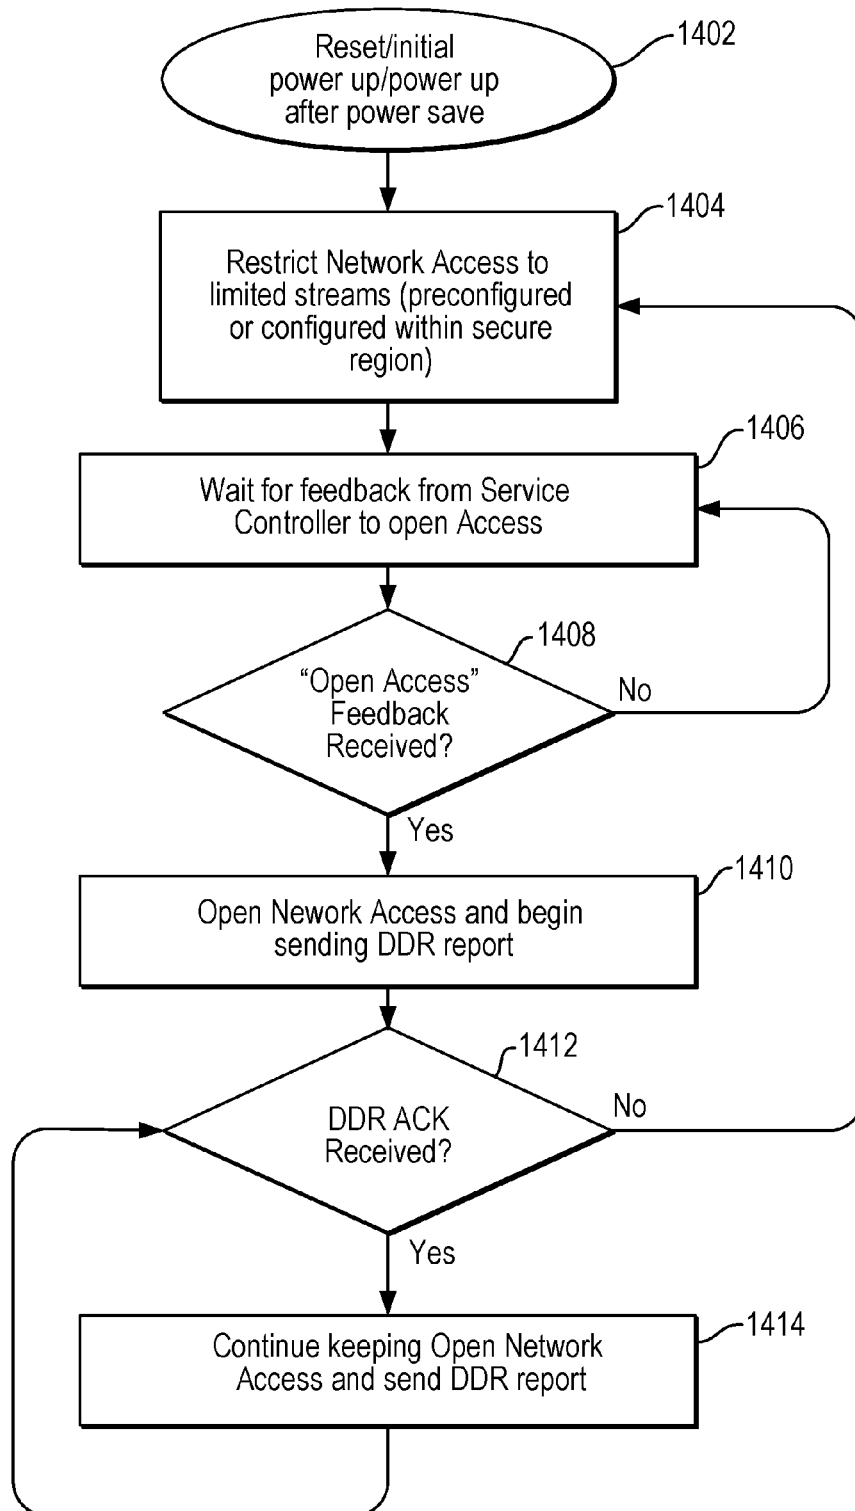 Reset/initial
power up/power up
after power save
1402
Restrict Network Access to
limited streams (preconfigured
or configured within secure
region)
1404
Wait for feedback from Service
Controller to open Access
1406
“Open Access”
Feedback
Received?
1408
No
Yes
Open Nework Access and begin
sending DDR report
1410
DDR ACK
Received?
1412
No
Yes
Continue keeping Open Network
Access and send DDR report
1414